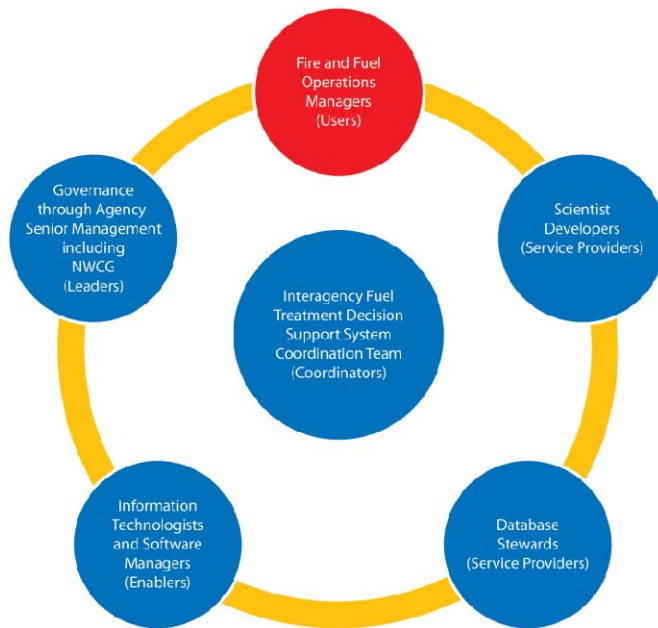 Fire and Fuel
Operations
Managers
(Users)
Governance
through Agency
Senior Management
including
NWCG
(Leaders)
Scientist
Developers
(Service Providers)
Interagency Fuel
Treatment Decision
Support System
Coordination Team
(Coordinators)
Information
Technologists
and Software
Managers
(Enablers)
Database
Stewards
(Service Providers)